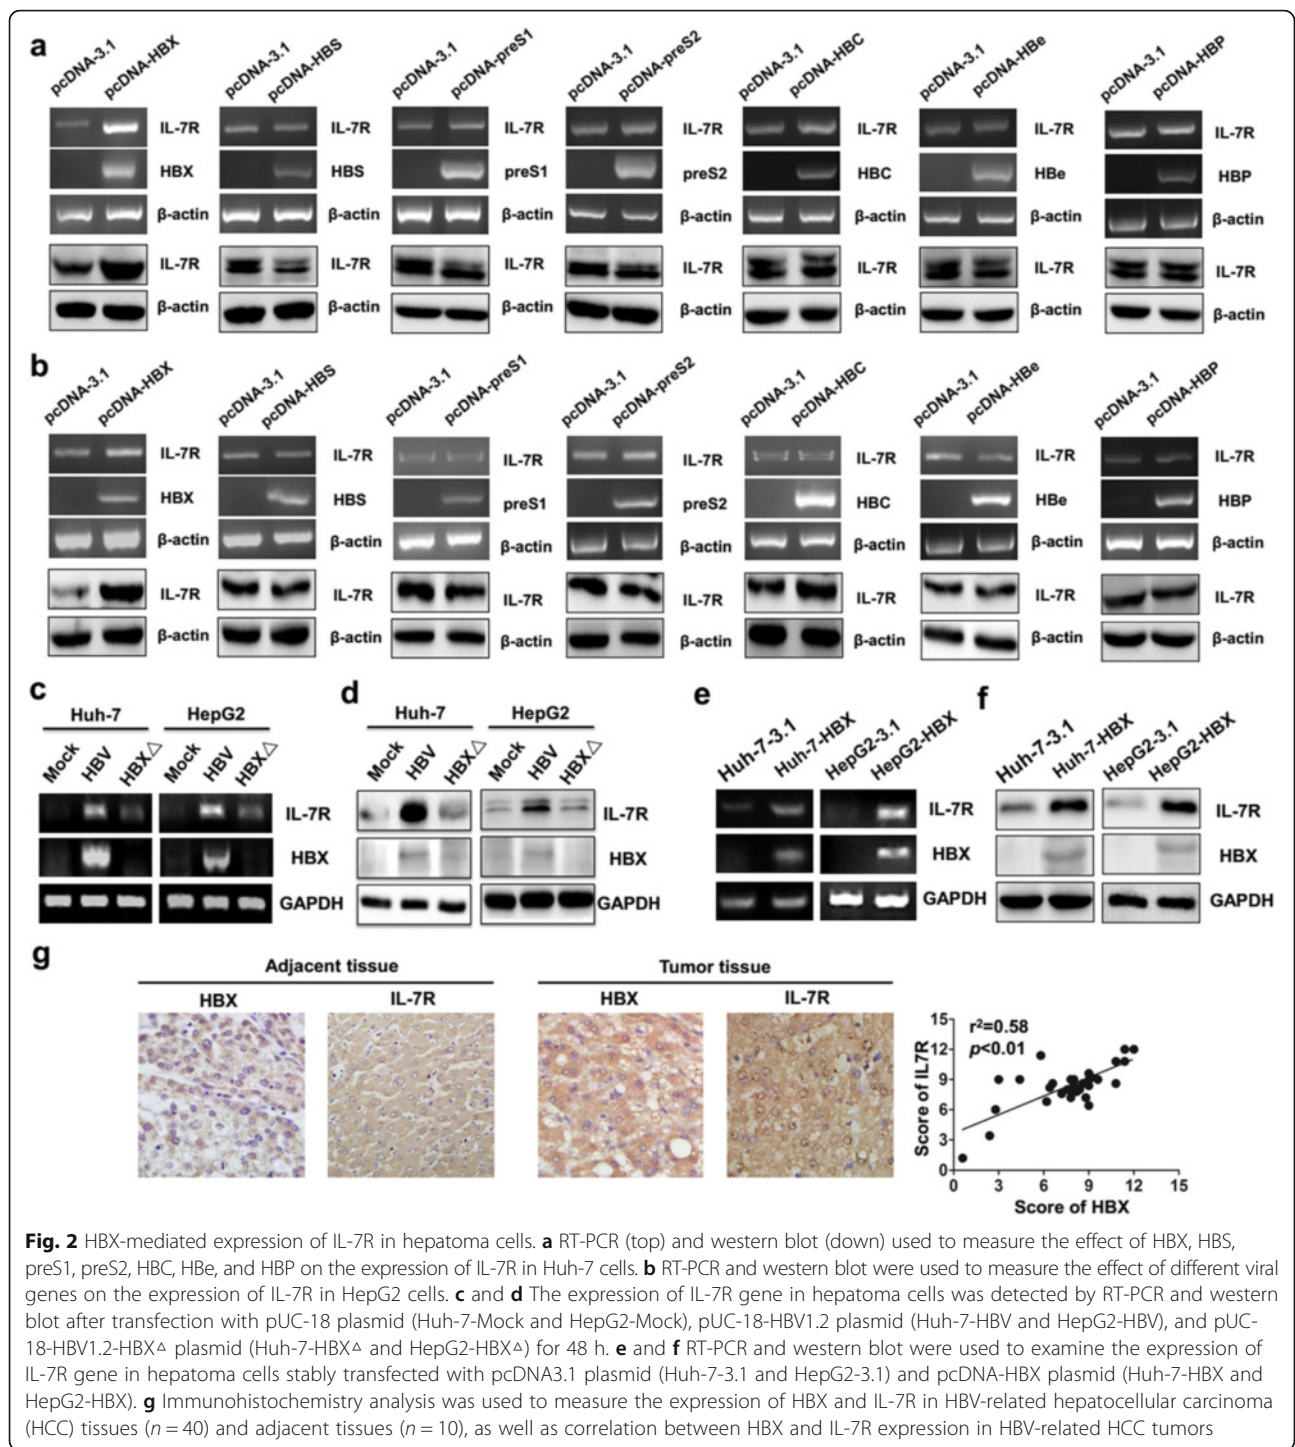 a
pcDNA-3.1 pcDNA-HBX pcDNA-3.1 pcDNA-HBS pcDNA-3.1 pcDNA-preS1 pcDNA-3.1 pcDNA-preS2 pcDNA-3.1 pcDNA-HBC pcDNA-3.1 pcDNA-HBe pcDNA-3.1 pcDNA-HBP
IL-7R IL-7R IL-7R IL-7R IL-7R IL-7R IL-7R
HBX HBS preS1 preS2 HBC HBe HBP
β-actin β-actin β-actin β-actin β-actin β-actin β-actin
IL-7R IL-7R IL-7R IL-7R IL-7R IL-7R IL-7R
β-actin β-actin β-actin β-actin β-actin β-actin β-actin
b
pcDNA-3.1 pcDNA-HBX pcDNA-3.1 pcDNA-HBS pcDNA-3.1 pcDNA-preS1 pcDNA-3.1 pcDNA-preS2 pcDNA-3.1 pcDNA-HBC pcDNA-3.1 pcDNA-HBe pcDNA-3.1 pcDNA-HBP
IL-7R IL-7R IL-7R IL-7R IL-7R IL-7R IL-7R
HBX HBS preS1 preS2 HBC HBe HBP
β-actin β-actin β-actin β-actin β-actin β-actin β-actin
IL-7R IL-7R IL-7R IL-7R IL-7R IL-7R IL-7R
β-actin β-actin β-actin β-actin β-actin β-actin β-actin
c
Huh-7 HepG2
Mock HBV HBX△ Mock HBV HBX△
IL-7R
HBX
GAPDH
d
Huh-7 HepG2
Mock HBV HBX△ Mock HBV HBX△
IL-7R
HBX
GAPDH
e
Huh-7-3.1 Huh-7-HBX HepG2-3.1 HepG2-HBX
IL-7R
HBX
GAPDH
f
Huh-7-3.1 Huh-7-HBX HepG2-3.1 HepG2-HBX
IL-7R
HBX
GAPDH
g
Adjacent tissue Tumor tissue
HBX IL-7R HBX IL-7R
r²=0.58
p<0.01
Score of IL7R
15
12
9
6
3
0
0 3 6 9 12 15
Score of HBX
Fig. 2 HBX-mediated expression of IL-7R in hepatoma cells. a RT-PCR (top) and western blot (down) used to measure the effect of HBX, HBS,
preS1, preS2, HBC, HBe, and HBP on the expression of IL-7R in Huh-7 cells. b RT-PCR and western blot were used to measure the effect of different viral
genes on the expression of IL-7R in HepG2 cells. c and d The expression of IL-7R gene in hepatoma cells was detected by RT-PCR and western
blot after transfection with pUC-18 plasmid (Huh-7-Mock and HepG2-Mock), pUC-18-HBV1.2 plasmid (Huh-7-HBV and HepG2-HBV), and pUC-
18-HBV1.2-HBX△ plasmid (Huh-7-HBX△ and HepG2-HBX△) for 48 h. e and f RT-PCR and western blot were used to examine the expression of
IL-7R gene in hepatoma cells stably transfected with pcDNA3.1 plasmid (Huh-7-3.1 and HepG2-3.1) and pcDNA-HBX plasmid (Huh-7-HBX and
HepG2-HBX). g Immunohistochemistry analysis was used to measure the expression of HBX and IL-7R in HBV-related hepatocellular carcinoma
(HCC) tissues (n = 40) and adjacent tissues (n = 10), as well as correlation between HBX and IL-7R expression in HBV-related HCC tumors